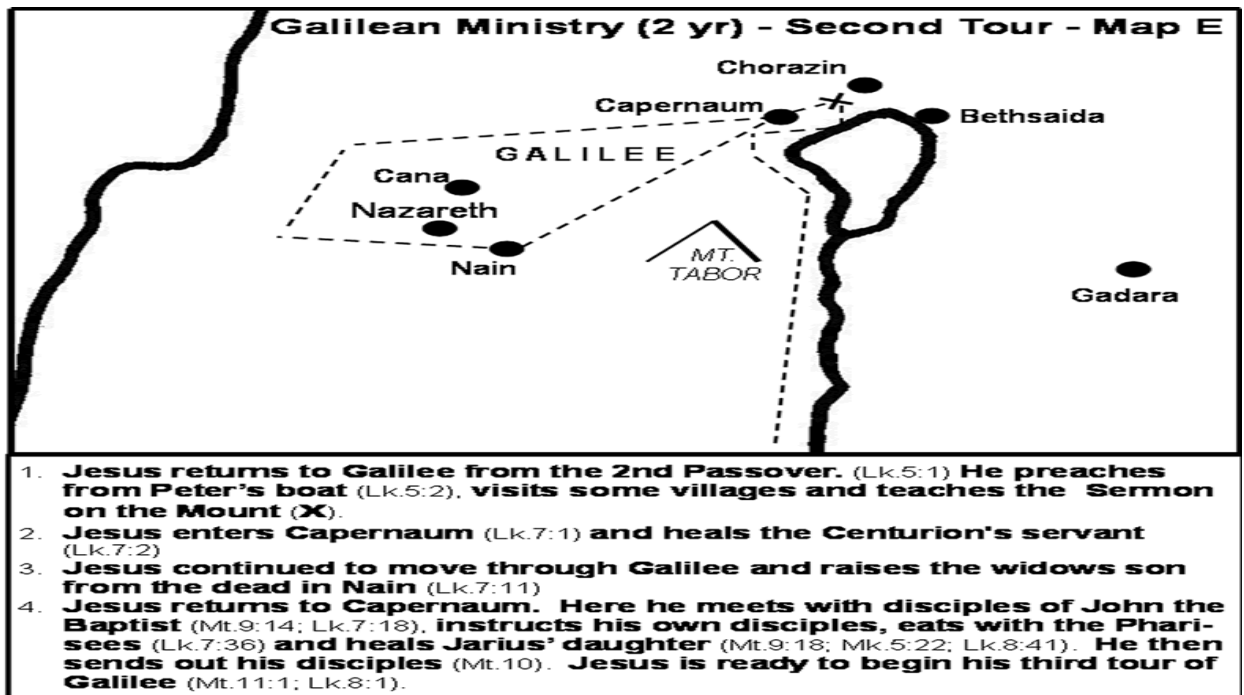 Galilean Ministry (2 yr) - Second Tour - Map E
Chorazin
Capernaum
Bethsaida
GALILEE
Cana
Nazareth
Nain
MT.
TABOR
Gadara
1. Jesus returns to Galilee from the 2nd Passover. (Lk.5:1) He preaches
from Peter's boat (Lk.5:2), visits some villages and teaches the Sermon
on the Mount (X).
2. Jesus enters Capernaum (Lk.7:1) and heals the Centurion's servant
(Lk.7:2)
3. Jesus continued to move through Galilee and raises the widows son
from the dead in Nain (Lk.7:11)
4. Jesus returns to Capernaum. Here he meets with disciples of John the
Baptist (Mt.9:14; Lk.7:18), instructs his own disciples, eats with the Phari-
sees (Lk.7:36) and heals Jarius' daughter (Mt.9:18; Mk.5:22; Lk.8:41). He then
sends out his disciples (Mt.10). Jesus is ready to begin his third tour of
Galilee (Mt.11:1; Lk.8:1).